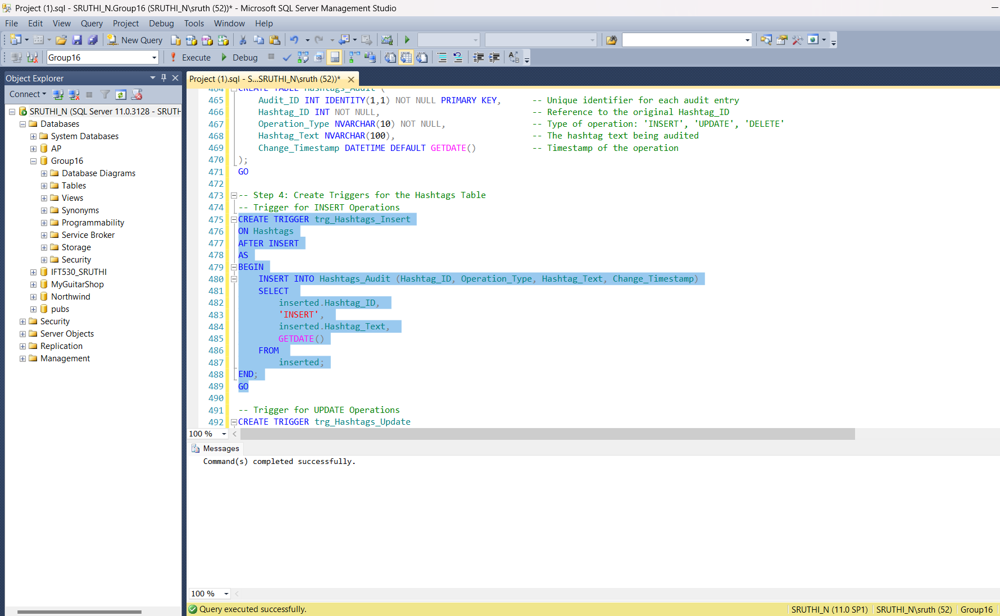 Project (1).sql - SRUTHI_N.Group16 (SRUTHI_N\sruth (52))* - Microsoft SQL Server Management Studio
File Edit View Query Project Debug Tools Window Help
New Query
Group16 Execute Debug
Object Explorer
Connect
SRUTHI_N (SQL Server 11.0.3128 - SRUTH
Databases
System Databases
AP
Group16
Database Diagrams
Tables
Views
Synonyms
Programmability
Service Broker
Storage
Security
IFT530_SRUTHI
MyGuitarShop
Northwind
pubs
Security
Server Objects
Replication
Management
Project (1).sql - S...SRUTHI_N\sruth (52))*
464 CREATE TABLE Hashtags_Audit (
465 Audit_ID INT IDENTITY(1,1) NOT NULL PRIMARY KEY, -- Unique identifier for each audit entry
466 Hashtag_ID INT NOT NULL, -- Reference to the original Hashtag_ID
467 Operation_Type NVARCHAR(10) NOT NULL, -- Type of operation: 'INSERT', 'UPDATE', 'DELETE'
468 Hashtag_Text NVARCHAR(100), -- The hashtag text being audited
469 Change_Timestamp DATETIME DEFAULT GETDATE() -- Timestamp of the operation
470 );
471 GO
472
473 -- Step 4: Create Triggers for the Hashtags Table
474 -- Trigger for INSERT Operations
475 CREATE TRIGGER trg_Hashtags_Insert
476 ON Hashtags
477 AFTER INSERT
478 AS
479 BEGIN
480 INSERT INTO Hashtags_Audit (Hashtag_ID, Operation_Type, Hashtag_Text, Change_Timestamp)
481 SELECT
482 inserted.Hashtag_ID,
483 'INSERT',
484 inserted.Hashtag_Text,
485 GETDATE()
486 FROM
487 inserted;
488 END;
489 GO
490
491 -- Trigger for UPDATE Operations
492 CREATE TRIGGER trg_Hashtags_Update
100 %
Messages
Command(s) completed successfully.
100 %
Query executed successfully. SRUTHI_N (11.0 SP1) SRUTHI_N\sruth (52) Group16